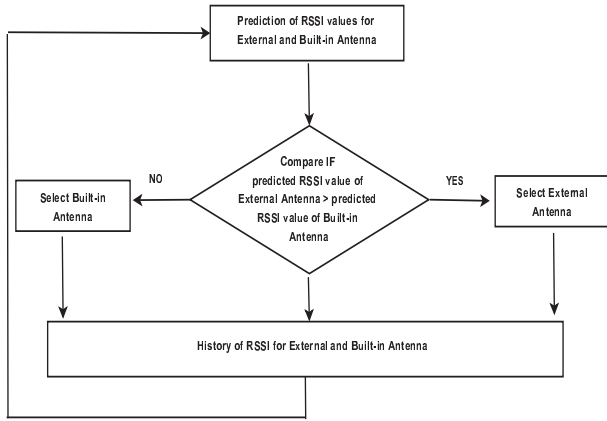 Prediction of RSSI values for
External and Built-in Antenna
Compare IF
predicted RSSI value of
External Antenna > predicted
RSSI value of Built-in
Antenna
NO
YES
Select Built-in
Antenna
Select External
Antenna
History of RSSI for External and Built-in Antenna